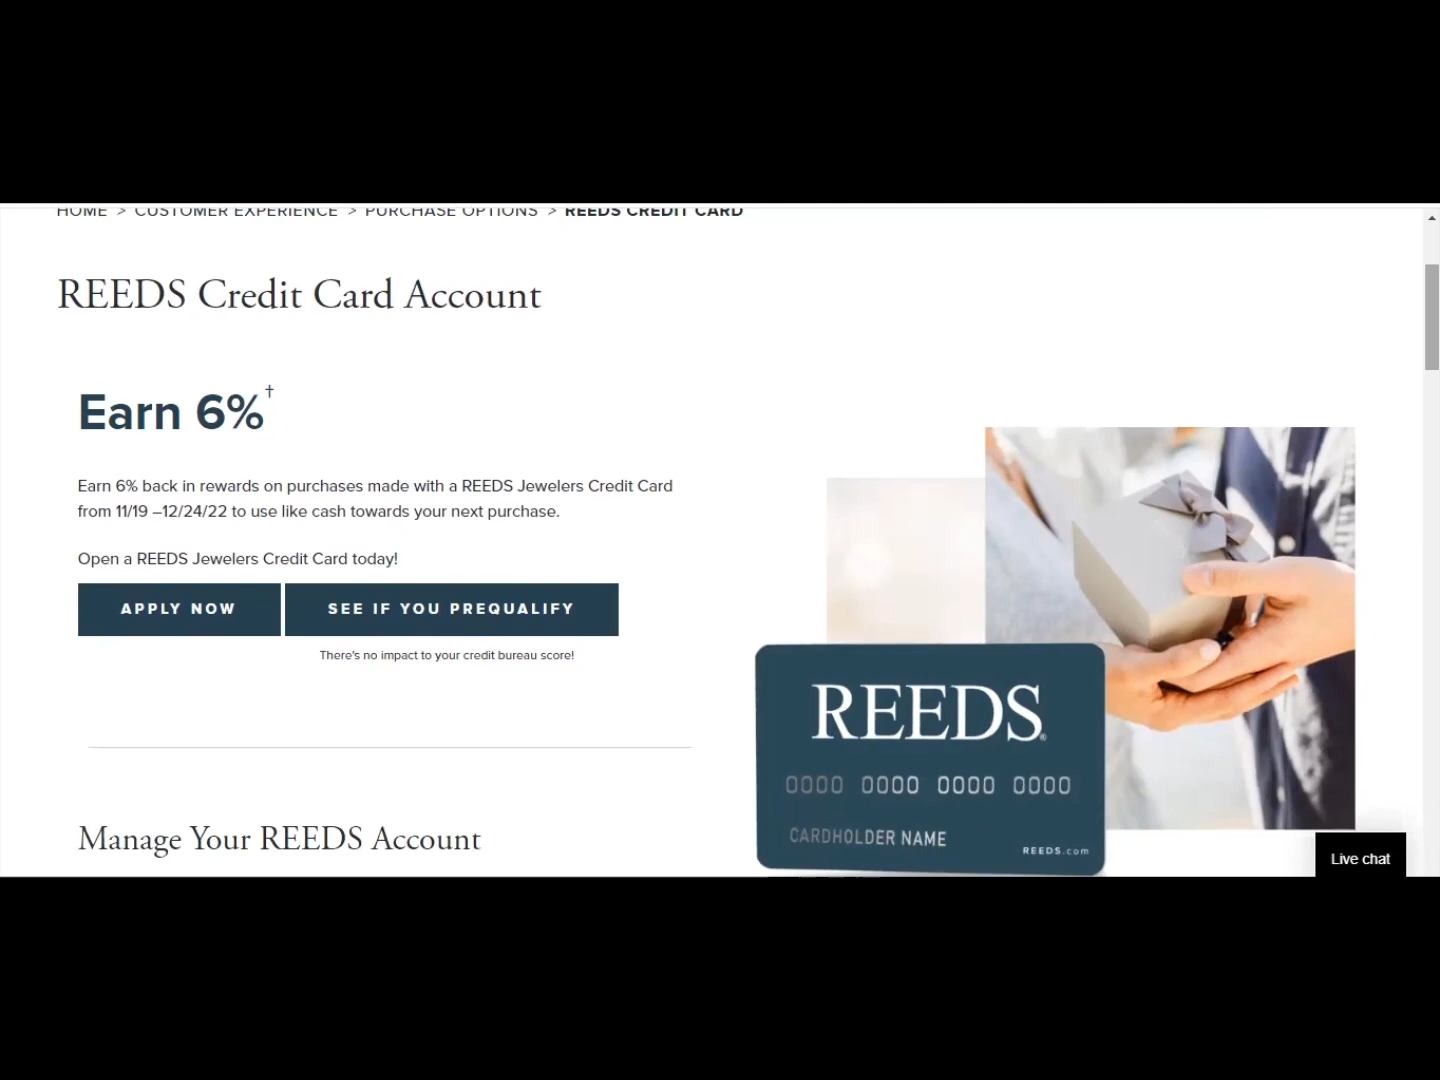 HOME > CUSTOMER EXPERIENCE > PURCHASE OPTIONS > REEDS CREDIT CARD
REEDS Credit Card Account
Earn 6%†
Earn 6% back in rewards on purchases made with a REEDS Jewelers Credit Card
from 11/19 –12/24/22 to use like cash towards your next purchase.
Open a REEDS Jewelers Credit Card today!
APPLY NOW SEE IF YOU PREQUALIFY
There's no impact to your credit bureau score!
Manage Your REEDS Account
REEDS®
0000 0000 0000 0000
CARDHOLDER NAME
REEDS.com
Live chat